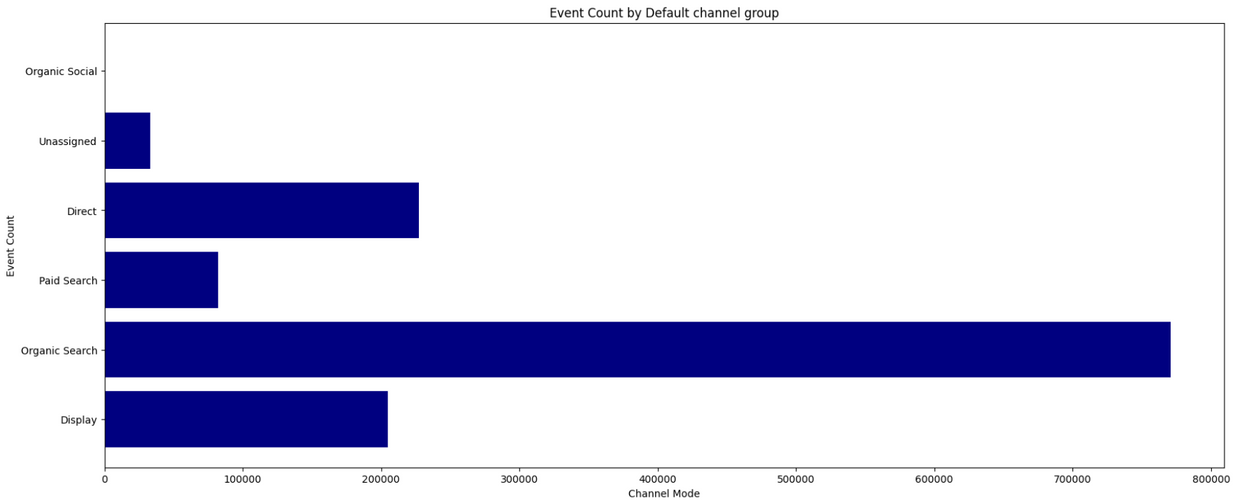 Event Count by Default channel group
Organic Social
Unassigned
Direct
Paid Search
Organic Search
Display
Event Count
0 100000 200000 300000 400000 500000 600000 700000 800000
Channel Mode